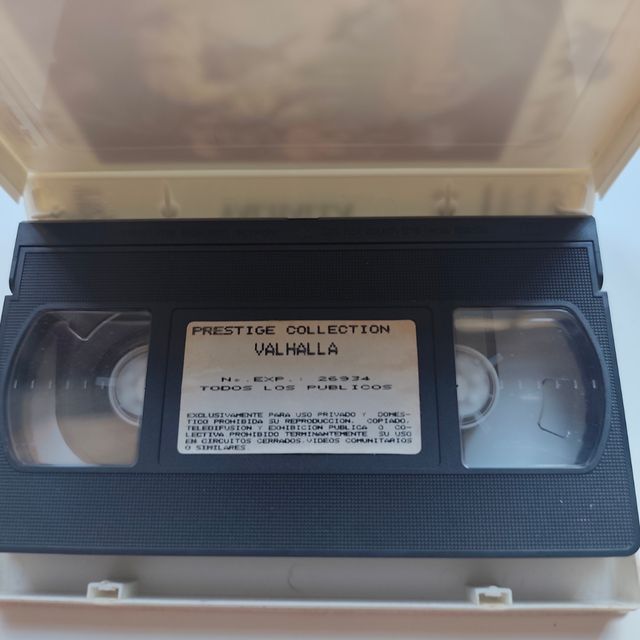 PRESTIGE COLLECTION
VALHALLA
N-.EXP.: 26934
TODOS LOS PUBLICOS
EXCLUSIVAMENTE PARA USO PRIVADO Y DOMES-
TICO PROHIBIDA SU REPRODUCCION, COPIADO,
TELEDIFUSION Y EXHIBICION PUBLICA O CO-
LECTIVA PROHIBIDO TERMINANTEMENTE SU USO
EN CIRCUITOS CERRADOS.VIDEOS COMUNITARIOS
O SIMILARES.